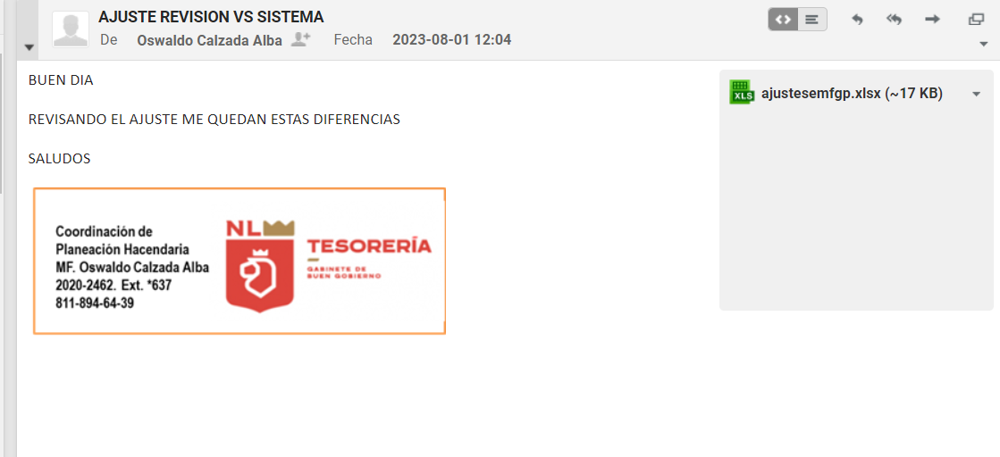 AJUSTE REVISION VS SISTEMA
De Oswaldo Calzada Alba Fecha 2023-08-01 12:04
BUEN DIA
REVISANDO EL AJUSTE ME QUEDAN ESTAS DIFERENCIAS
SALUDOS
XLS ajustesemfgp.xlsx (~17 KB)
Coordinación de
Planeación Hacendaria
MF. Oswaldo Calzada Alba
2020-2462. Ext. *637
811-894-64-39
NL
TESORERÍA
GABINETE DE
BUEN GOBIERNO